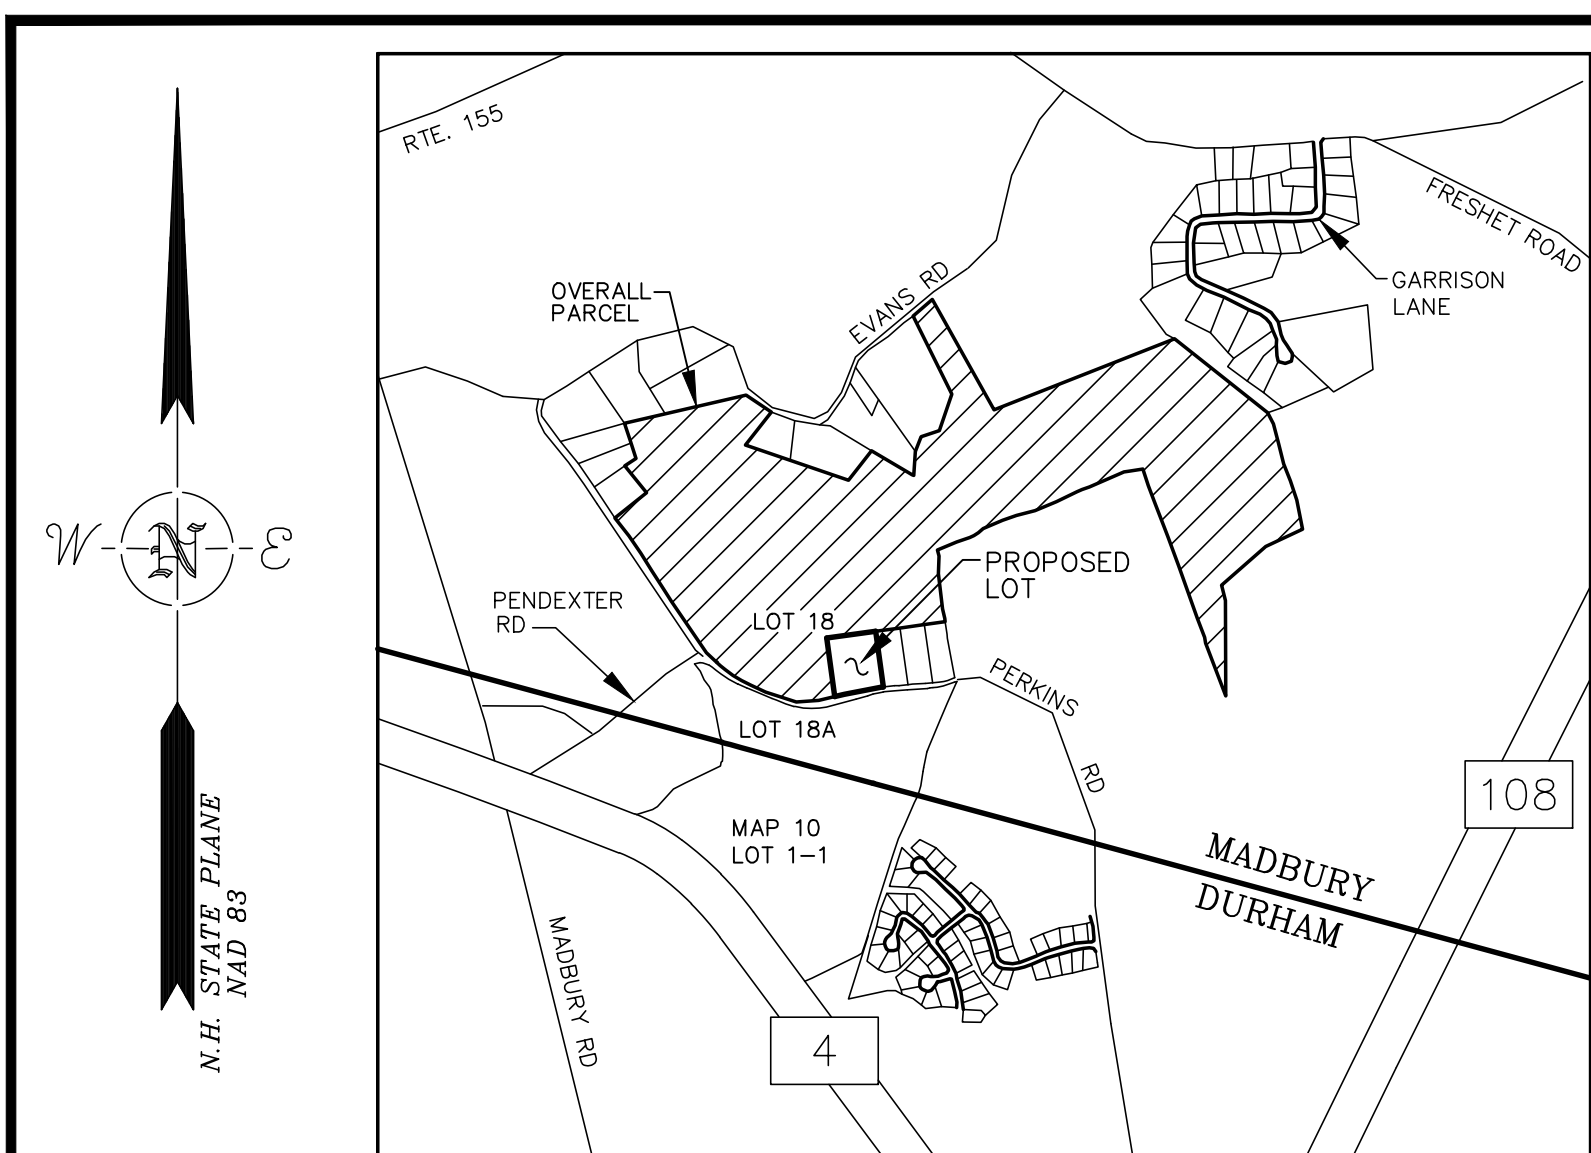 RTE. 155
FRESHET ROAD
GARRISON
LANE
OVERALL
PARCEL
EVANS RD
W
N
E
PROPOSED
LOT
PENDEXTER
RD
LOT 18
PERKINS
RD
LOT 18A
108
MAP 10
LOT 1-1
MADBURY
DURHAM
N.H. STATE PLANE
NAD 83
MADBURY RD
4